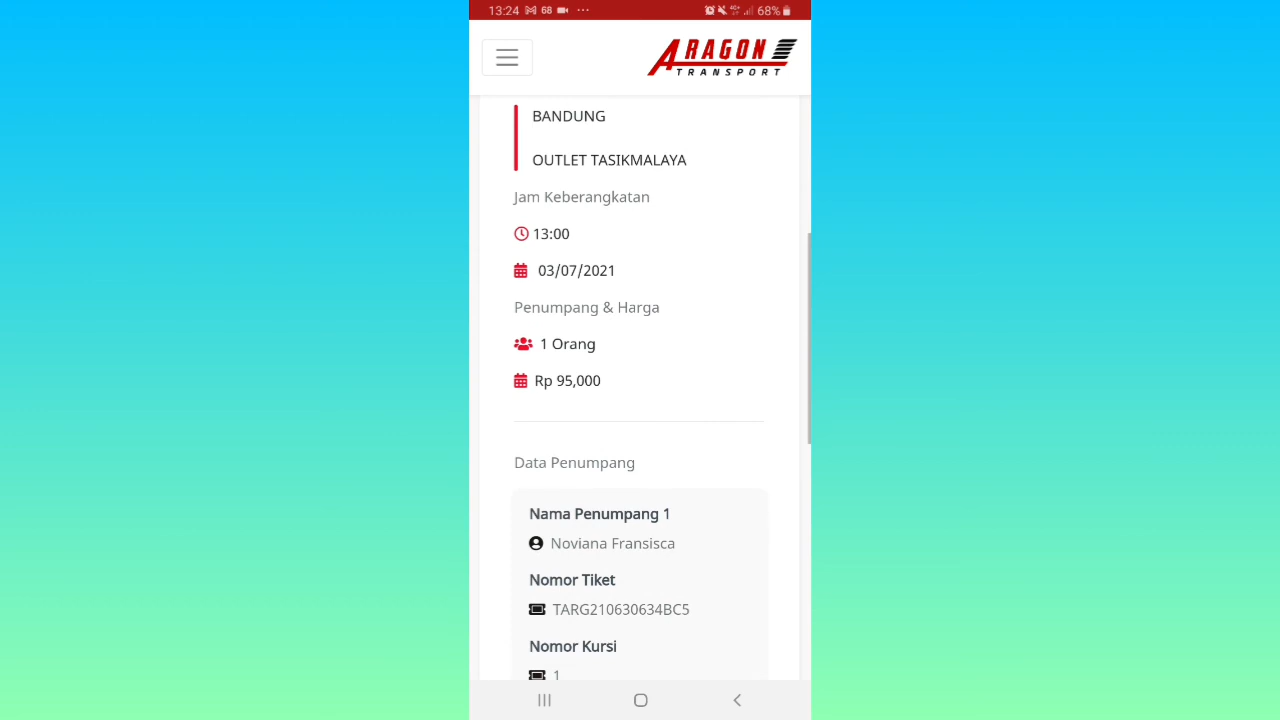 13:24 68 68%
ARAGON
TRANSPORT
BANDUNG
OUTLET TASIKMALAYA
Jam Keberangkatan
13:00
03/07/2021
Penumpang & Harga
1 Orang
Rp 95,000
Data Penumpang
Nama Penumpang 1
Noviana Fransisca
Nomor Tiket
TARG210630634BC5
Nomor Kursi
1